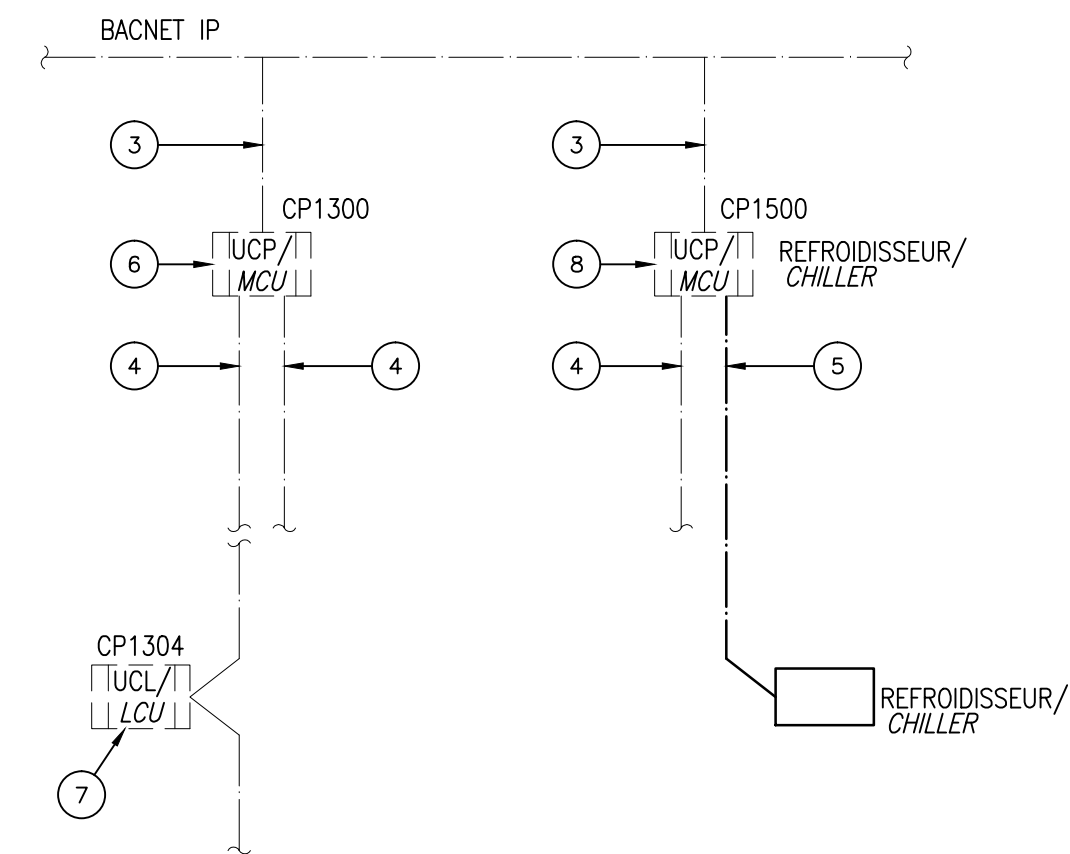 BACNET IP
3
3
CP1300
CP1500
6
UCP/
MCU
8
UCP/
MCU
REFROIDISSEUR/
CHILLER
4
4
4
5
CP1304
UCL/
LCU
REFROIDISSEUR/
CHILLER
7